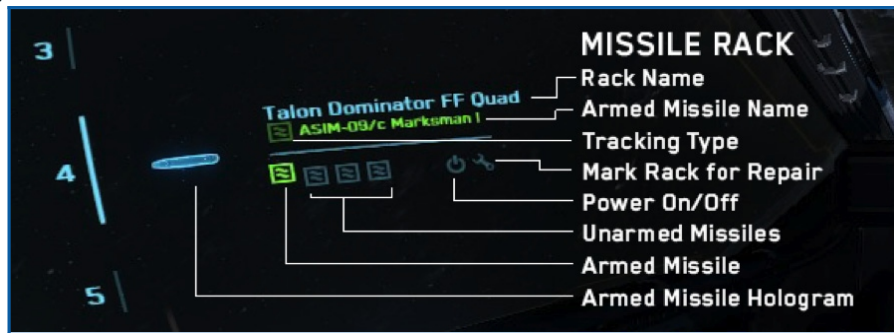 3
4
5
Talon Dominator FF Quad
ASIM-09/c Marksman I
MISSILE RACK
Rack Name
Armed Missile Name
Tracking Type
Mark Rack for Repair
Power On/Off
Unarmed Missiles
Armed Missile
Armed Missile Hologram